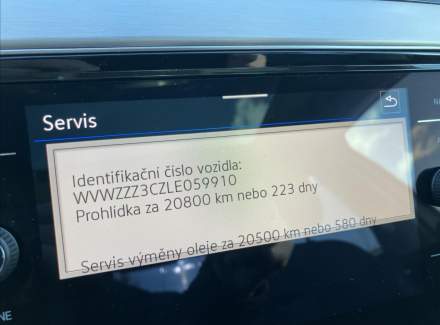 Servis
Identifikační číslo vozidla:
WVWZZZ3CZLE059910
Prohlídka za 20800 km nebo 223 dny
Servis výměny oleje za 20500 km nebo 580 dny